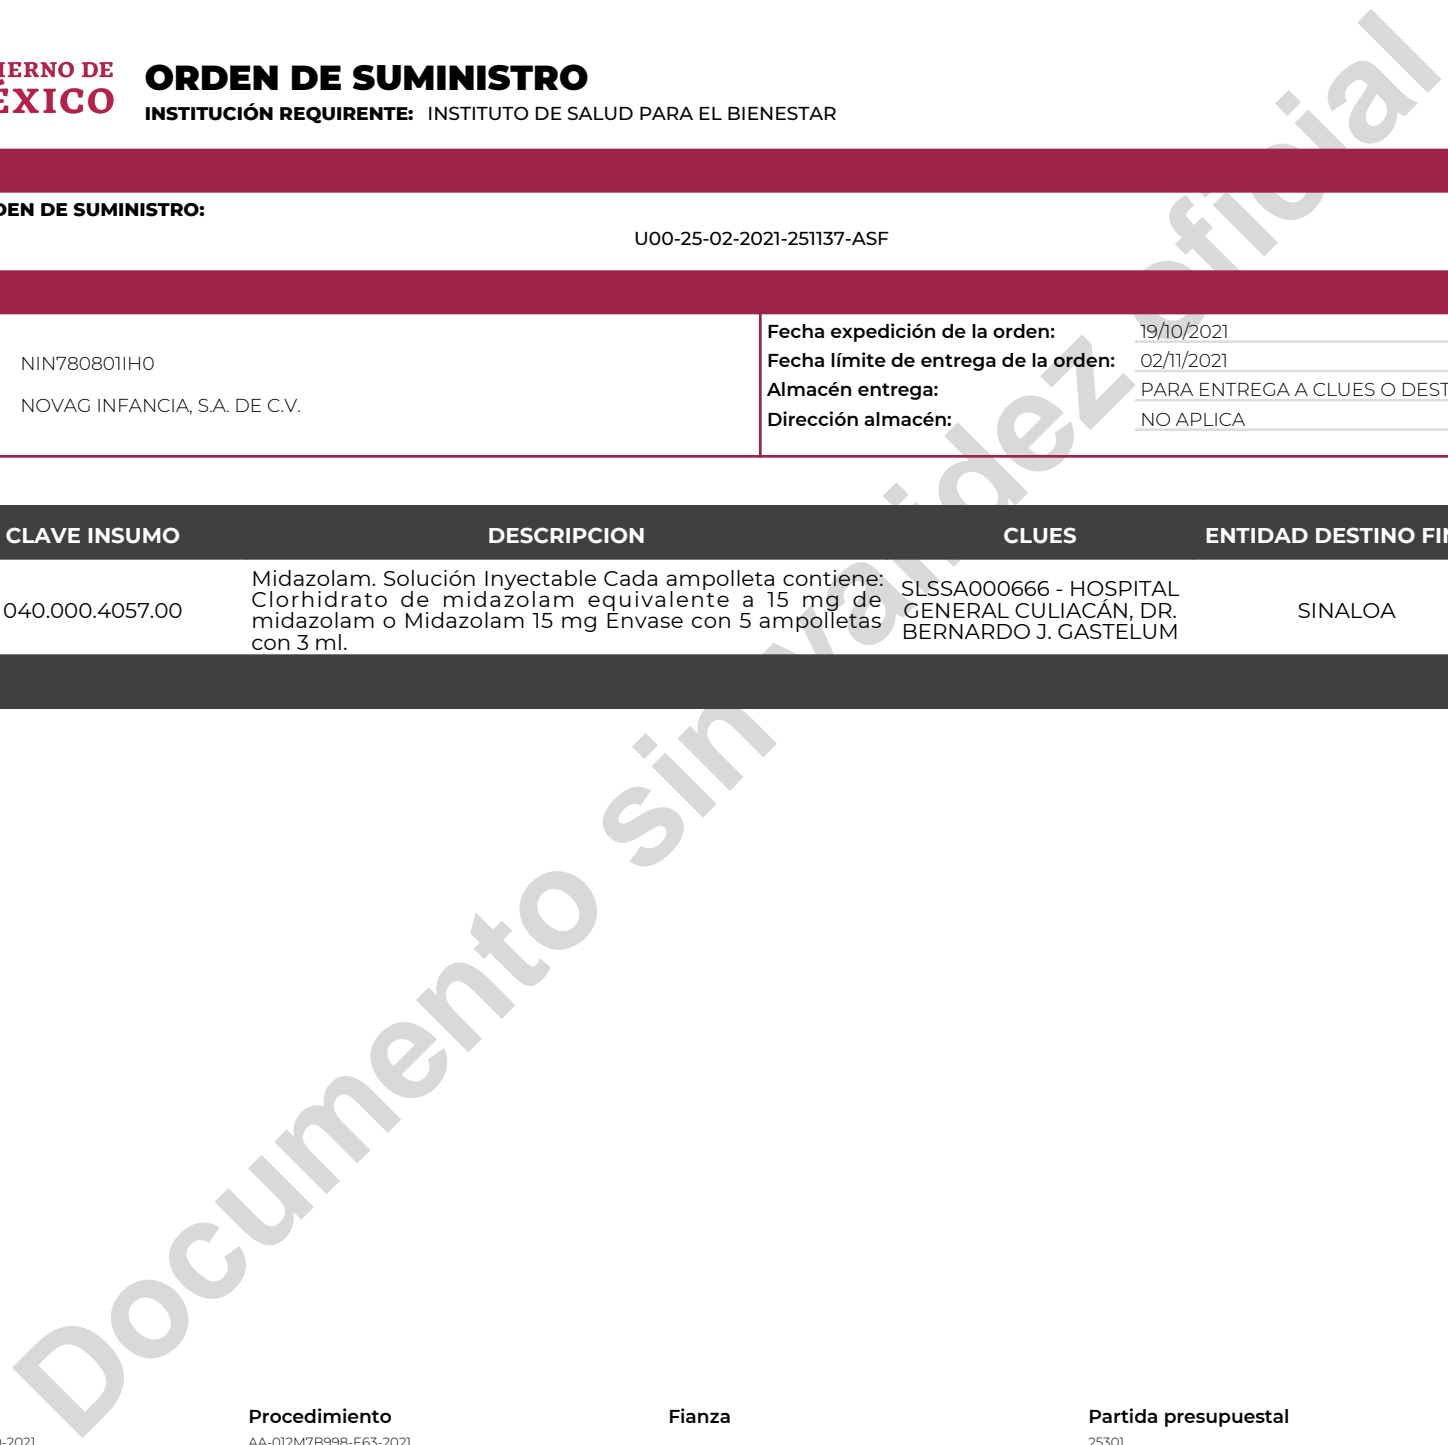 IERNO DE
ÉXICO
ORDEN DE SUMINISTRO
INSTITUCIÓN REQUIRENTE: INSTITUTO DE SALUD PARA EL BIENESTAR
DEN DE SUMINISTRO:
U00-25-02-2021-251137-ASF
NIN780801IH0
NOVAG INFANCIA, S.A. DE C.V.
Fecha expedición de la orden: 19/10/2021
Fecha límite de entrega de la orden: 02/11/2021
Almacén entrega: PARA ENTREGA A CLUES O DEST
Dirección almacén: NO APLICA
CLAVE INSUMO DESCRIPCION CLUES ENTIDAD DESTINO FIN
040.000.4057.00
Midazolam. Solución Inyectable Cada ampolleta contiene:
Clorhidrato de midazolam equivalente a 15 mg de
midazolam o Midazolam 15 mg Envase con 5 ampolletas
con 3 ml.
SLSSA000666 - HOSPITAL
GENERAL CULIACÁN, DR.
BERNARDO J. GASTELUM
SINALOA
Documento sin validez oficial
Procedimiento Fianza Partida presupuestal
-2021 AA-012M7B998-E63-2021 25301